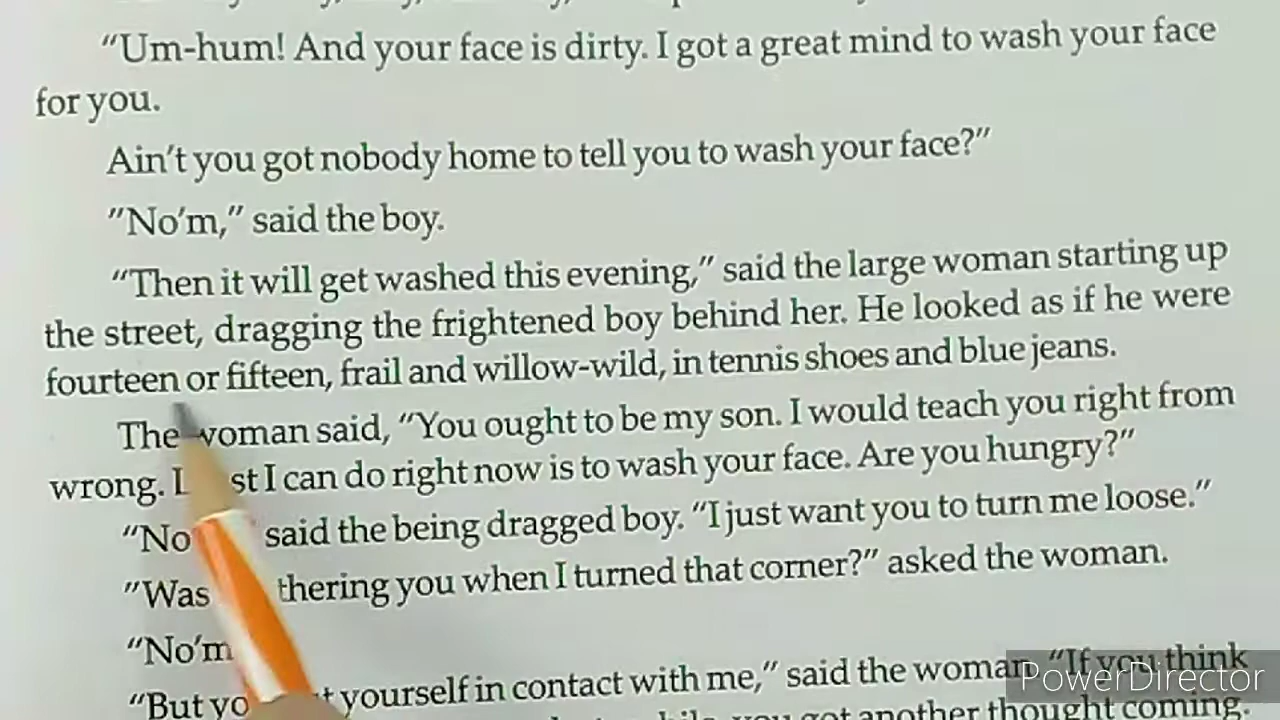 “Um-hum! And your face is dirty. I got a great mind to wash your face
for you.
Ain’t you got nobody home to tell you to wash your face?”
“No’m,” said the boy.
“Then it will get washed this evening,” said the large woman starting up
the street, dragging the frightened boy behind her. He looked as if he were
fourteen or fifteen, frail and willow-wild, in tennis shoes and blue jeans.
The woman said, “You ought to be my son. I would teach you right from
wrong. L st I can do right now is to wash your face. Are you hungry?”
“No said the being dragged boy. “I just want you to turn me loose.”
“Was thering you when I turned that corner?” asked the woman.
“No’m
“But yo t yourself in contact with me,” said the woman. “If you think
you got another thought coming.
PowerDirector